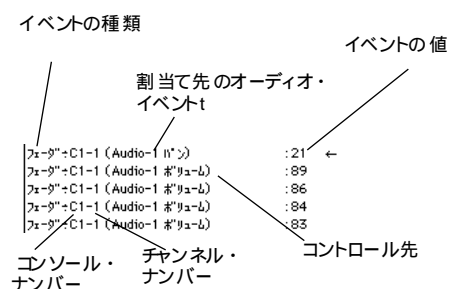 イベントの種類
イベントの値
割当て先のオーディオ・
イベントt
ﾌｪｰﾀﾞｰ:C1-1 (Audio-1 ﾊﾟﾝ) :21 ←
ﾌｪｰﾀﾞｰ:C1-1 (Audio-1 ﾎﾞﾘｭｰﾑ) :89
ﾌｪｰﾀﾞｰ:C1-1 (Audio-1 ﾎﾞﾘｭｰﾑ) :86
ﾌｪｰﾀﾞｰ:C1-1 (Audio-1 ﾎﾞﾘｭｰﾑ) :84
ﾌｪｰﾀﾞｰ:C1-1 (Audio-1 ﾎﾞﾘｭｰﾑ) :83
コンソール・
ナンバー
チャンネル・
ナンバー
コントロール先